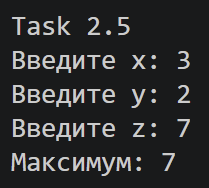 Task 2.5
Введите x: 3
Введите y: 2
Введите z: 7
Максимум: 7